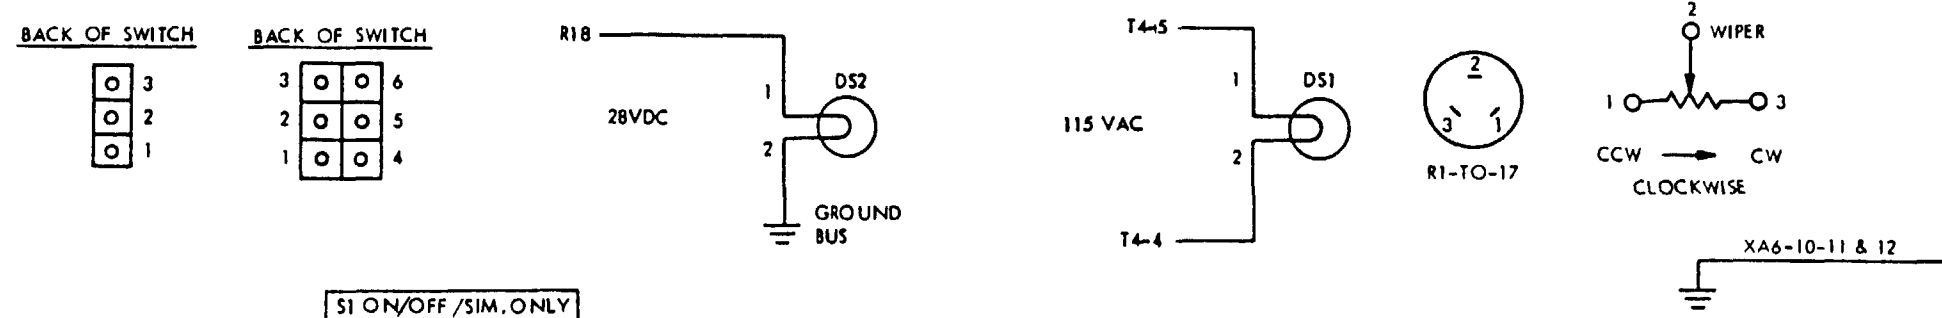 BACK OF SWITCH
3
2
1
BACK OF SWITCH
3 6
2 5
1 4
R18
1
DS2
28VDC
2
GROUND
BUS
T4-5
1
DS1
115 VAC
2
T4-4
2
3 1
R1-TO-17
2
WIPER
1 3
CCW CW
CLOCKWISE
XA6-10-11 & 12
S1 ON/OFF/SIM. ONLY